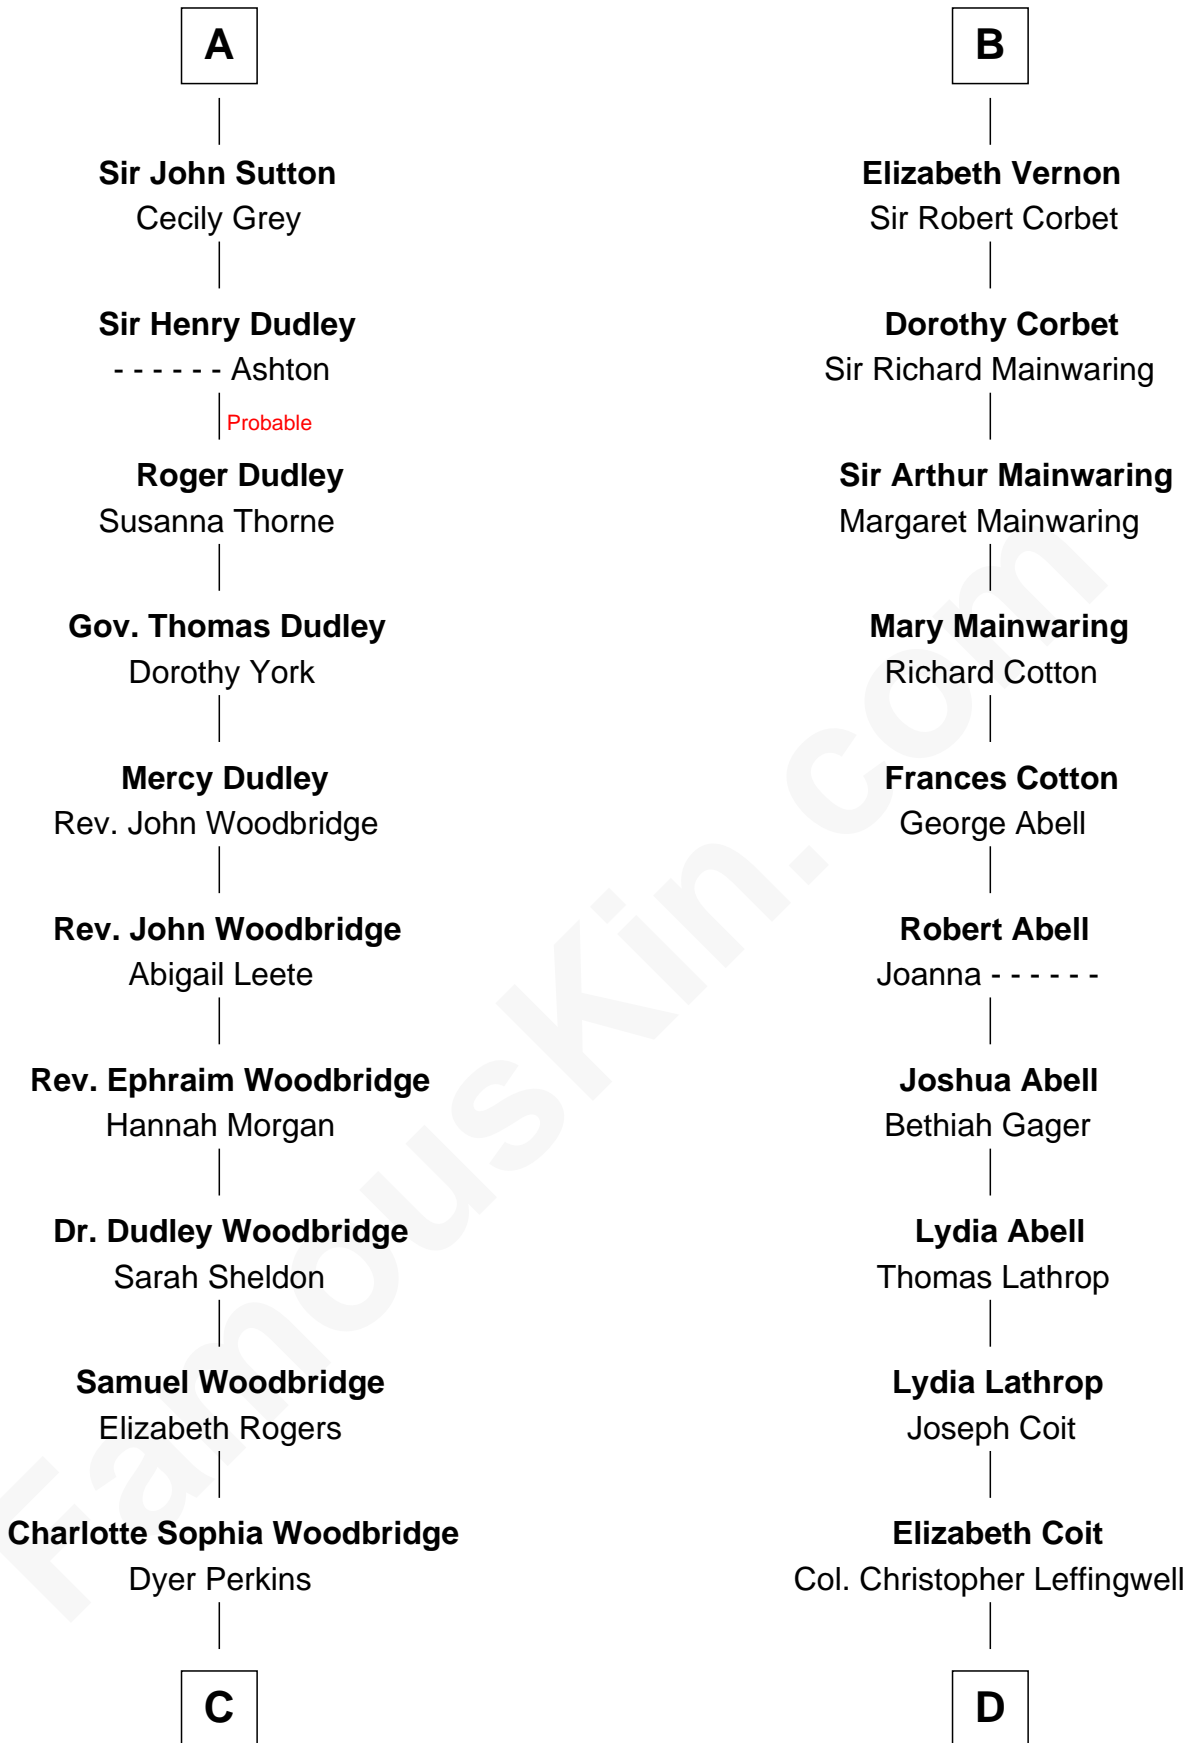 A
Sir John Sutton
Cecily Grey
Sir Henry Dudley
- - - - - - Ashton
Probable
Roger Dudley
Susanna Thorne
Gov. Thomas Dudley
Dorothy York
Mercy Dudley
Rev. John Woodbridge
Rev. John Woodbridge
Abigail Leete
Rev. Ephraim Woodbridge
Hannah Morgan
Dr. Dudley Woodbridge
Sarah Sheldon
Samuel Woodbridge
Elizabeth Rogers
Charlotte Sophia Woodbridge
Dyer Perkins
C
B
Elizabeth Vernon
Sir Robert Corbet
Dorothy Corbet
Sir Richard Mainwaring
Sir Arthur Mainwaring
Margaret Mainwaring
Mary Mainwaring
Richard Cotton
Frances Cotton
George Abell
Robert Abell
Joanna - - - - - -
Joshua Abell
Bethiah Gager
Lydia Abell
Thomas Lathrop
Lydia Lathrop
Joseph Coit
Elizabeth Coit
Col. Christopher Leffingwell
D
FamousKin.com